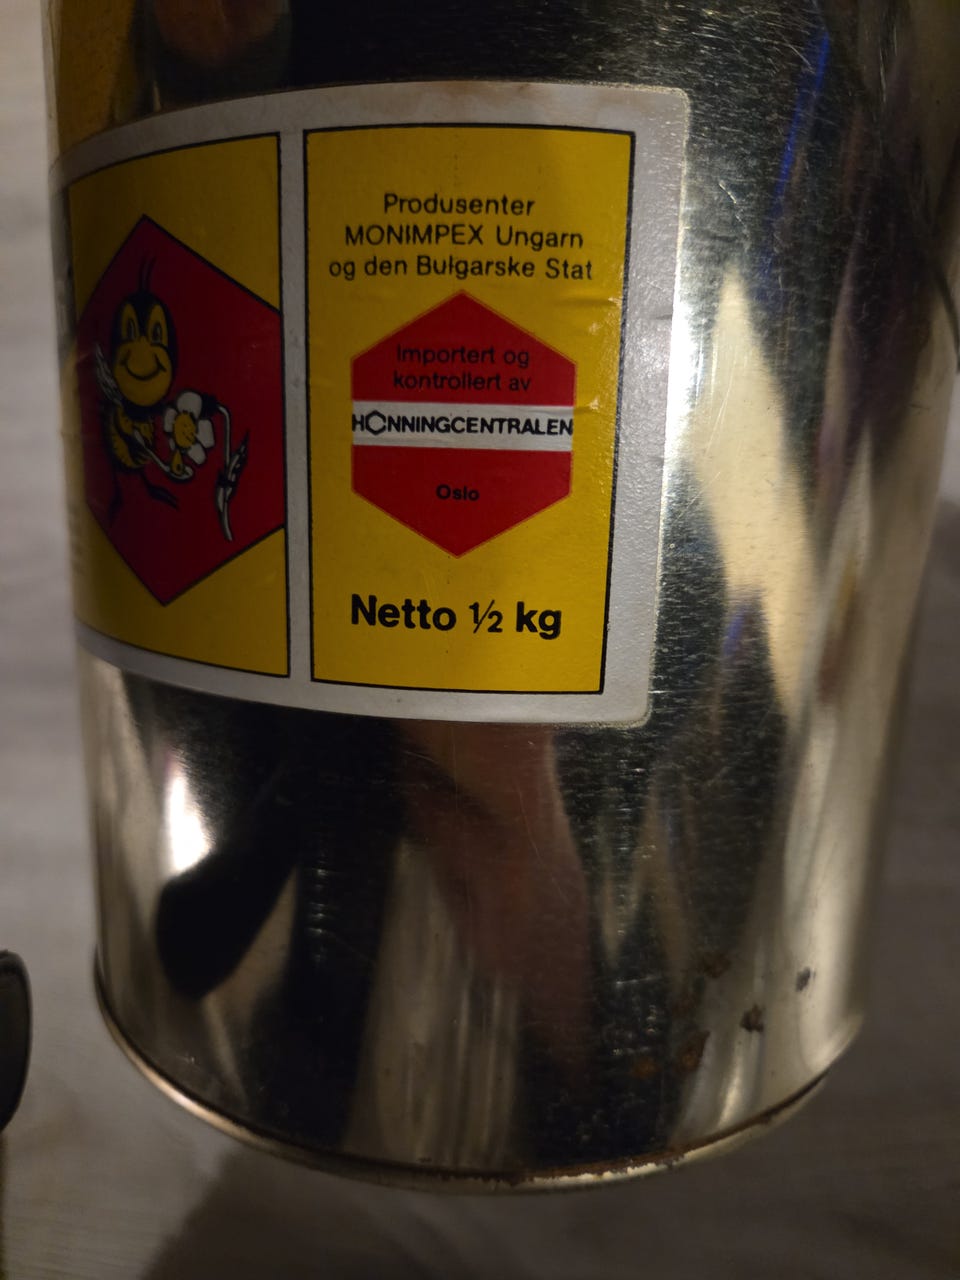 Produsenter
MONIMPEX Ungarn
og den Bulgarske Stat
Importert og
kontrollert av
HONNINGCENTRALEN
Oslo
Netto ½ kg